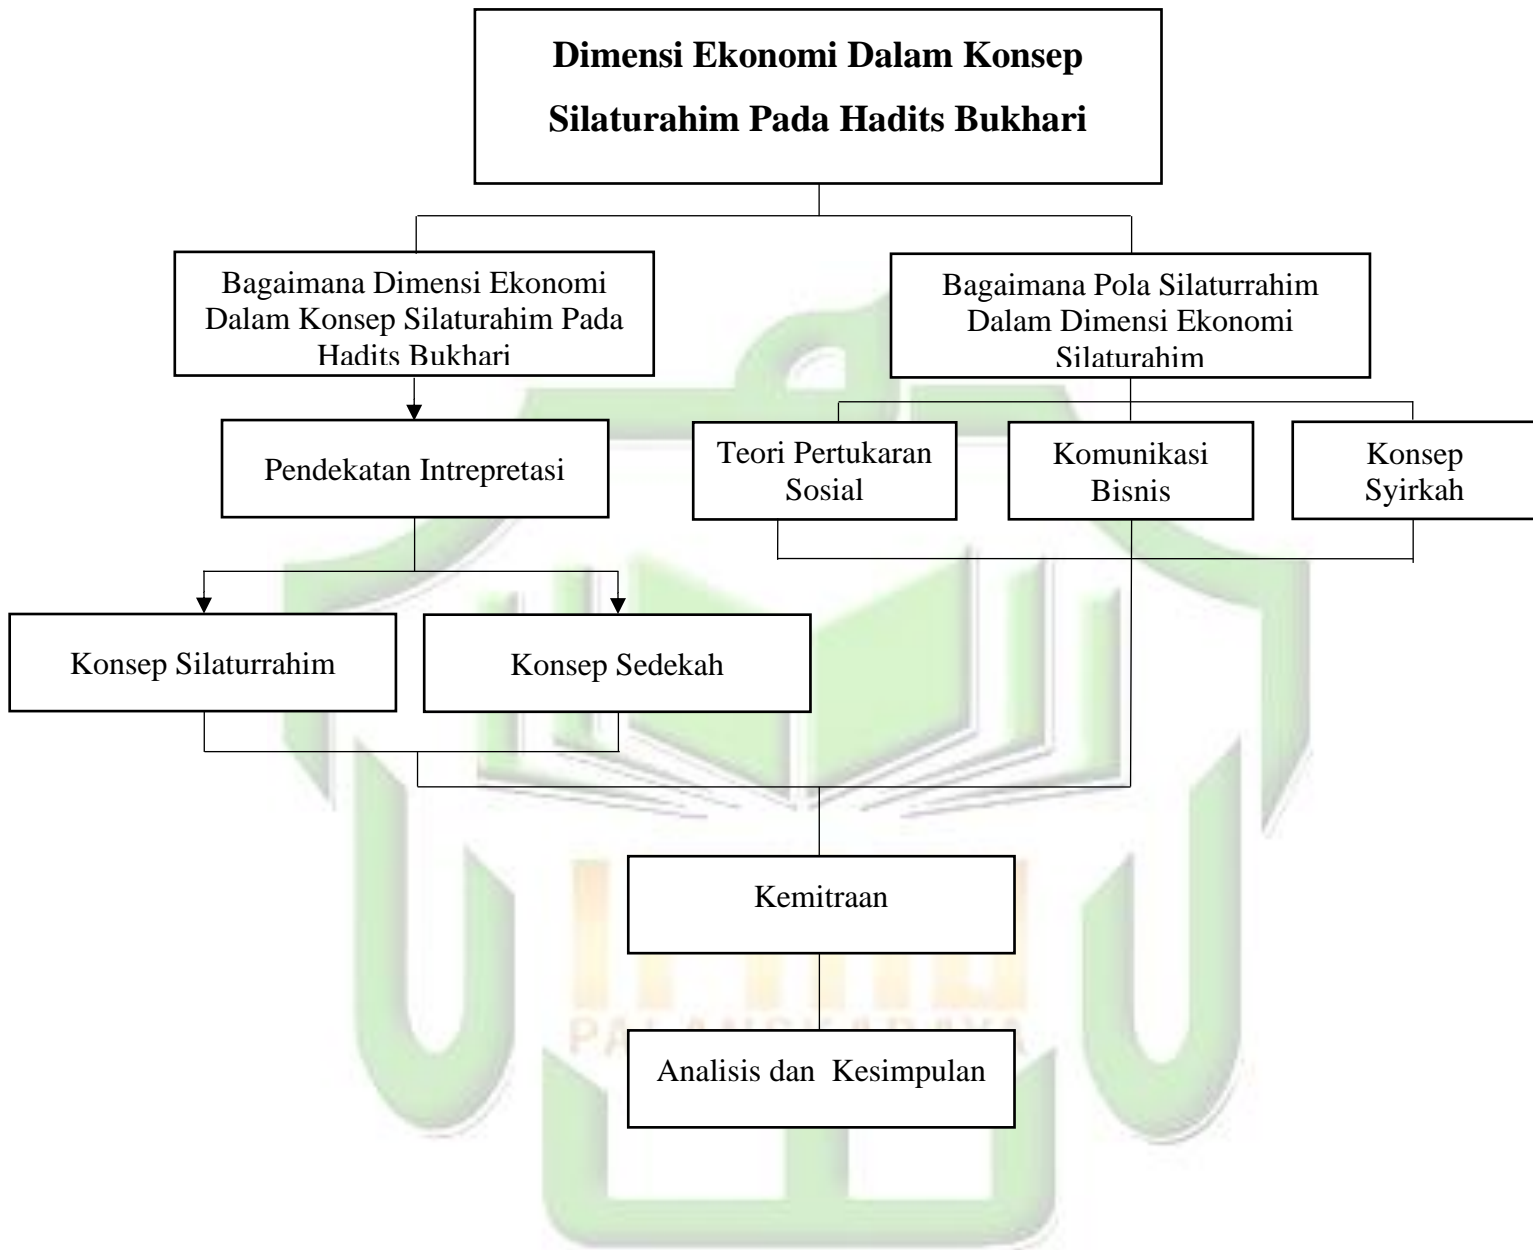 Dimensi Ekonomi Dalam Konsep
Silaturahim Pada Hadits Bukhari
Bagaimana Dimensi Ekonomi
Dalam Konsep Silaturahim Pada
Hadits Bukhari
Bagaimana Pola Silaturrahim
Dalam Dimensi Ekonomi
Silaturahim
Pendekatan Intrepretasi
Teori Pertukaran
Sosial
Komunikasi
Bisnis
Konsep
Syirkah
Konsep Silaturrahim
Konsep Sedekah
Kemitraan
Analisis dan  Kesimpulan